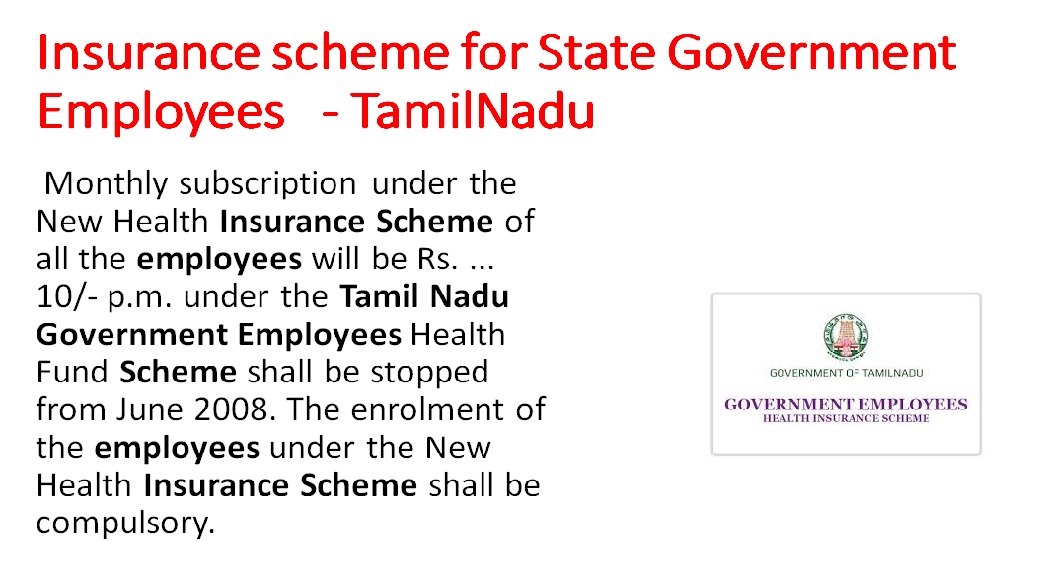 Insurance scheme for State Government
Employees - TamilNadu
Monthly subscription under the
New Health Insurance Scheme of
all the employees will be Rs. ...
10/- p.m. under the Tamil Nadu
Government Employees Health
Fund Scheme shall be stopped
from June 2008. The enrolment of
the employees under the New
Health Insurance Scheme shall be
compulsory.
GOVERNMENT OF TAMILNADU
GOVERNMENT EMPLOYEES
HEALTH INSURANCE SCHEME